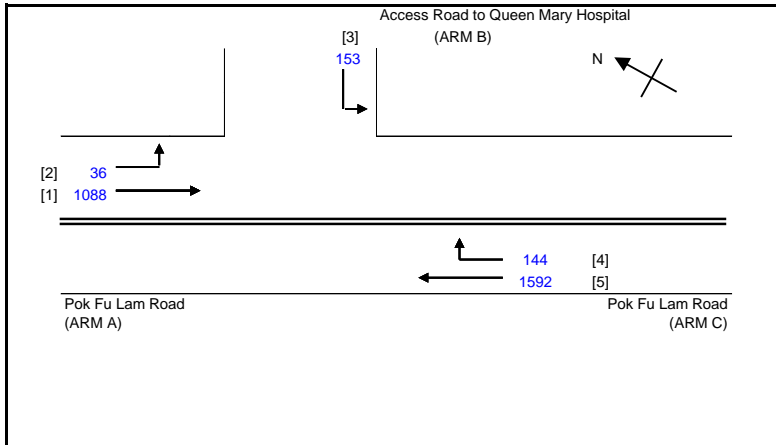 Access Road to Queen Mary Hospital
[3] (ARM B)
153
N
[2] 36
[1] 1088
144 [4]
1592 [5]
Pok Fu Lam Road Pok Fu Lam Road
(ARM A) (ARM C)